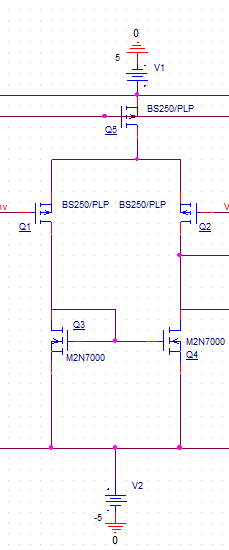 0
5
V1
BS250/PLP
Q5
BS250/PLP BS250/PLP
Q1
Q2
Q3
M2N7000
M2N7000
Q4
V2
-5
0